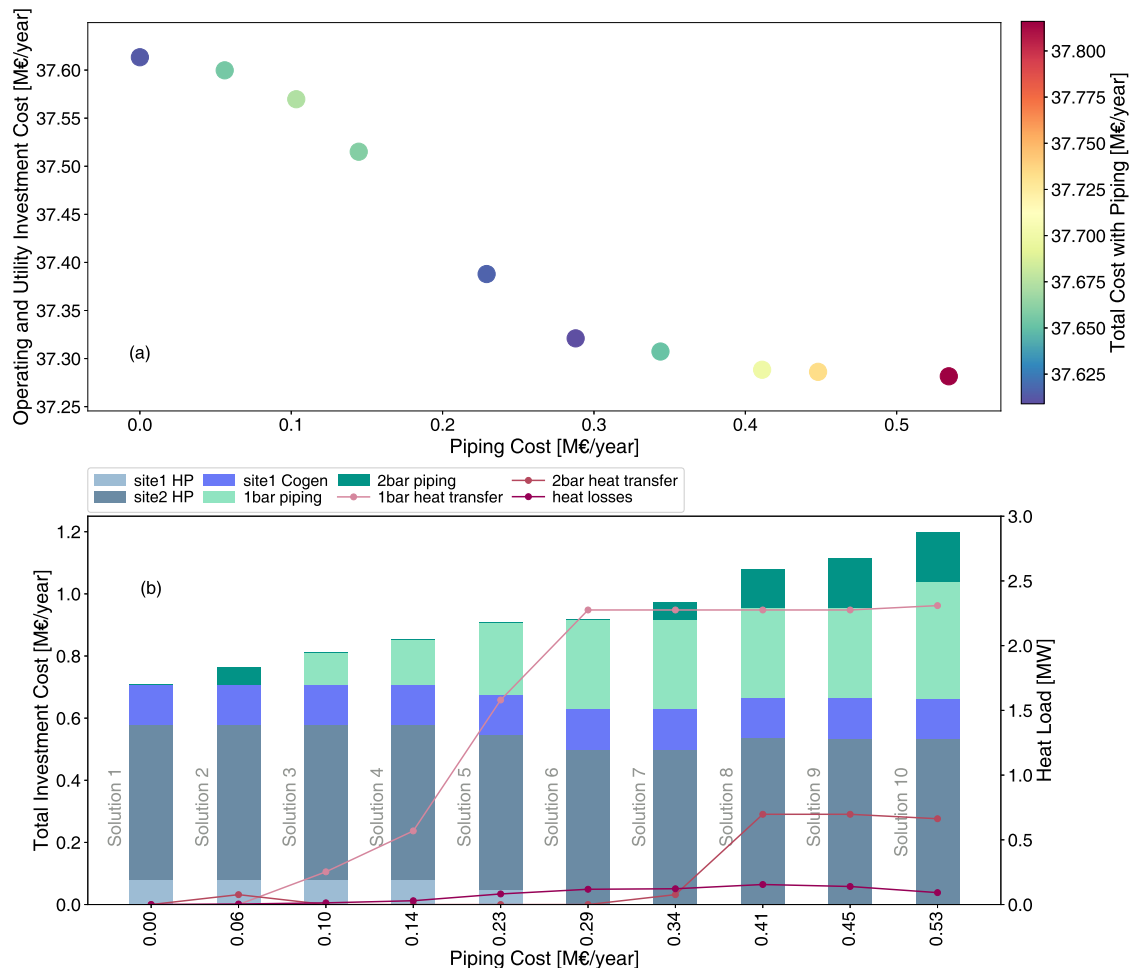 Operating and Utility Investment Cost [M€/year]
37.60
37.55
37.50
37.45
37.40
37.35
37.30
37.25
(a)
0.0 0.1 0.2 0.3 0.4 0.5
Piping Cost [M€/year]
37.800
37.775
37.750
37.725
37.700
37.675
37.650
37.625
Total Cost with Piping [M€/year]
site1 HP site1 Cogen 2bar piping 2bar heat transfer
site2 HP 1bar piping 1bar heat transfer heat losses
Total Investment Cost [M€/year]
1.2
1.0
0.8
0.6
0.4
0.2
0.0
(b)
Solution 1
Solution 2
Solution 3
Solution 4
Solution 5
Solution 6
Solution 7
Solution 8
Solution 9
Solution 10
3.0
2.5
2.0
1.5
1.0
0.5
0.0
Heat Load [MW]
0.00 0.06 0.10 0.14 0.23 0.29 0.34 0.41 0.45 0.53
Piping Cost [M€/year]